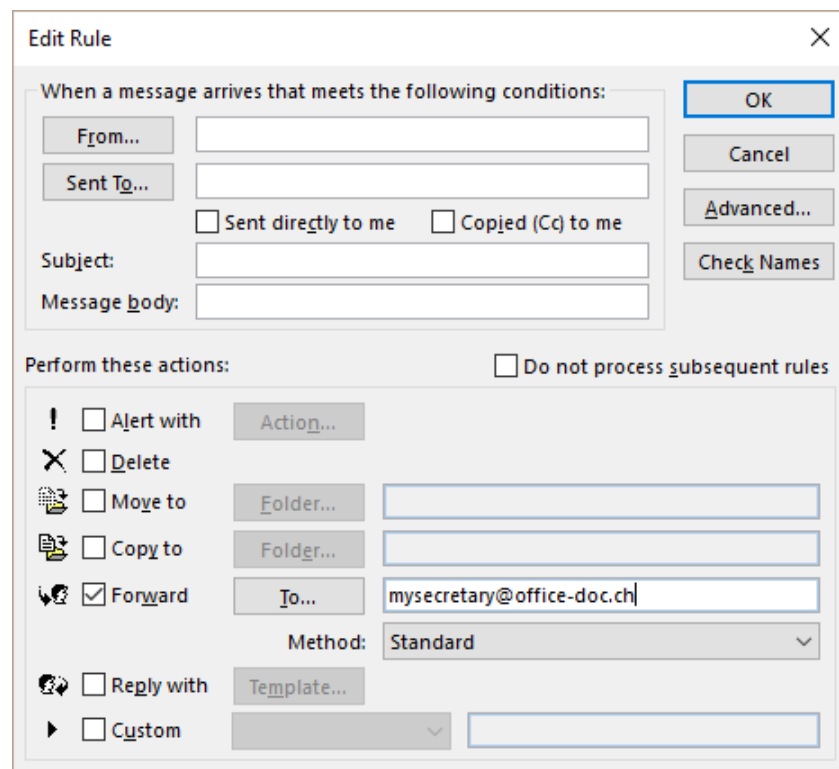 Edit Rule
When a message arrives that meets the following conditions:
OK
From...
Cancel
Sent To...
Advanced...
Sent directly to me
Copied (Cc) to me
Subject:
Check Names
Message body:
Perform these actions:
Do not process subsequent rules
Alert with
Action...
Delete
Move to
Folder...
Copy to
Folder...
Forward
To...
mysecretary@office-doc.ch
Method:
Standard
Reply with
Template...
Custom